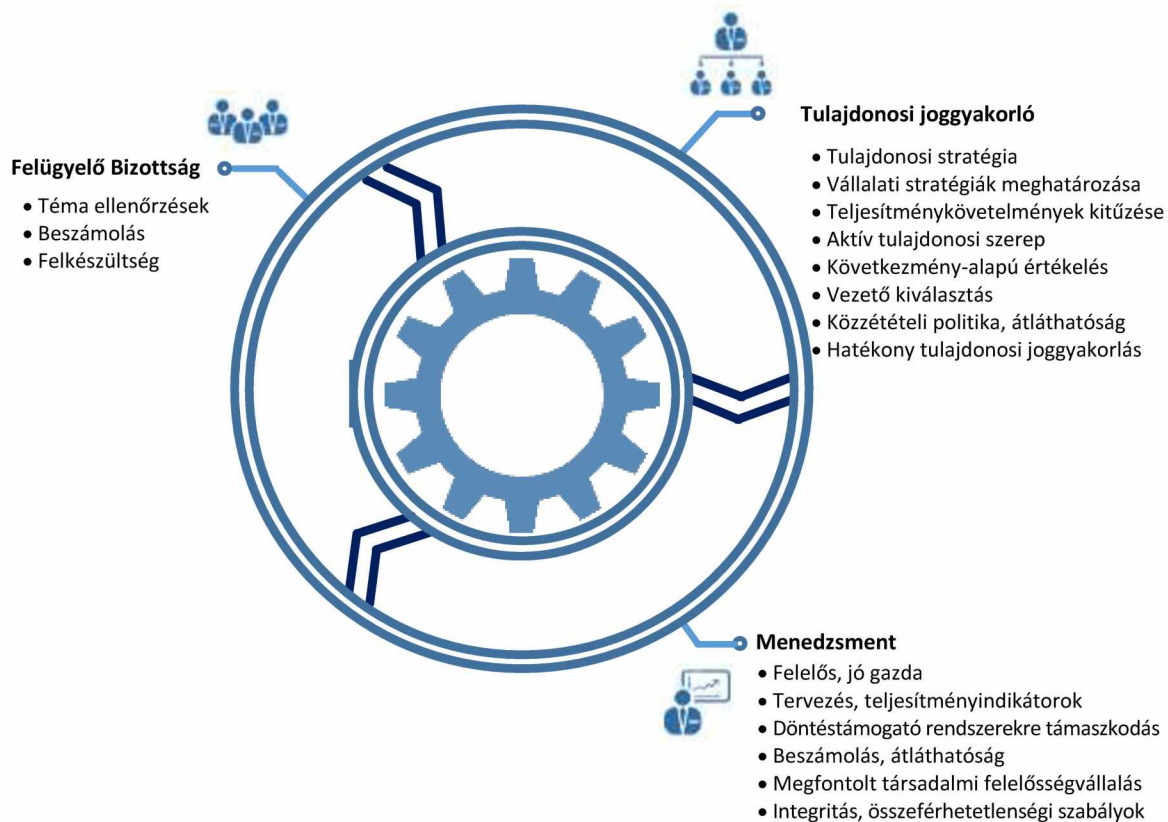 Felügyelő Bizottság
• Téma ellenőrzések
• Beszámolás
• Felkészültség
Tulajdonosi joggyakorló
• Tulajdonosi stratégia
• Vállalati stratégiák meghatározása
• Teljesítménykövetelmények kitűzése
• Aktív tulajdonosi szerep
• Következmény-alapú értékelés
• Vezető kiválasztás
• Közzétételi politika, átláthatóság
• Hatékony tulajdonosi joggyakorlás
Menedzsment
• Felelős, jó gazda
• Tervezés, teljesítményindikátorok
• Döntéstámogató rendszerekre támaszkodás
• Beszámolás, átláthatóság
• Megfontolt társadalmi felelősségvállalás
• Integritás, összeférhetetlenségi szabályok